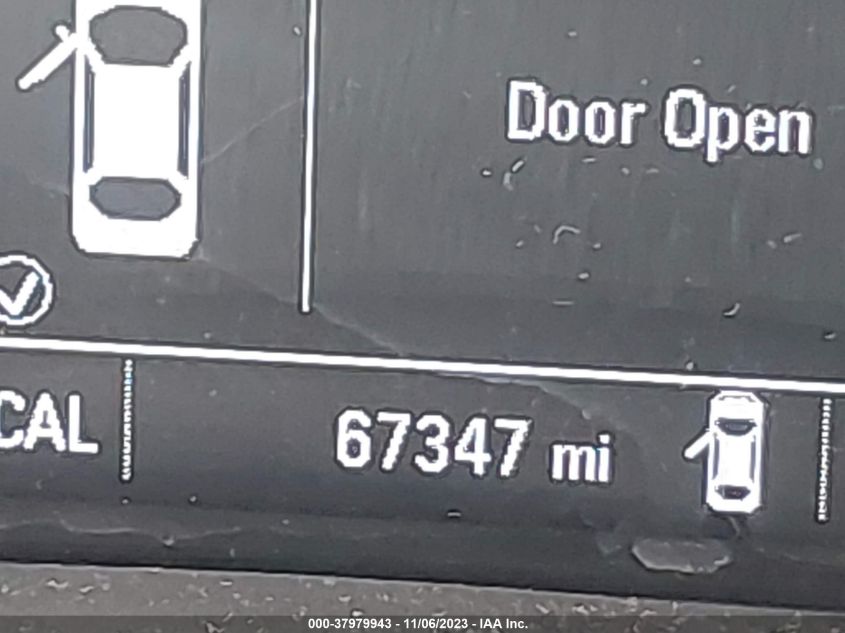 Door Open
CAL 67347 mi
000-37979943 - 11/06/2023 - IAA Inc.